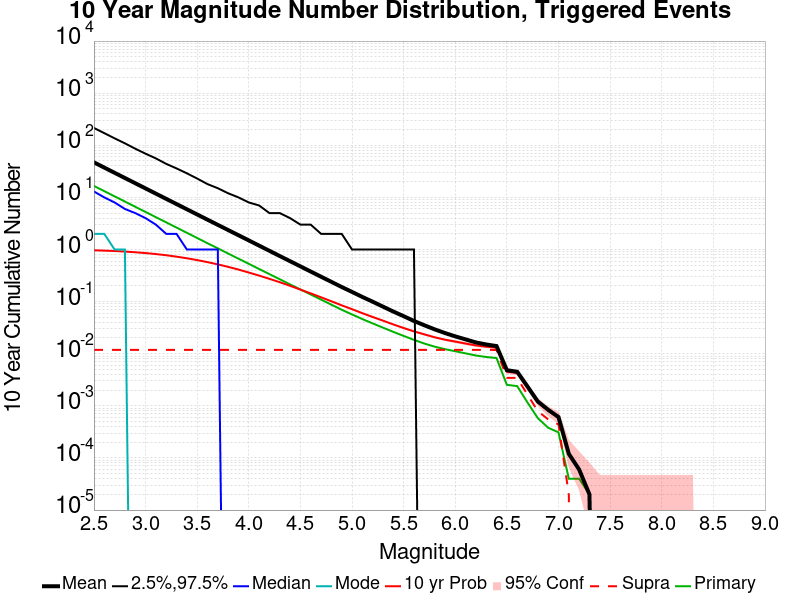 10 Year Magnitude Number Distribution, Triggered Events
10 Year Cumulative Number
10^4
10^3
10^2
10^1
10^0
10^-1
10^-2
10^-3
10^-4
10^-5
2.5 3.0 3.5 4.0 4.5 5.0 5.5 6.0 6.5 7.0 7.5 8.0 8.5 9.0
Magnitude
Mean 2.5%,97.5% Median Mode 10 yr Prob 95% Conf Supra Primary